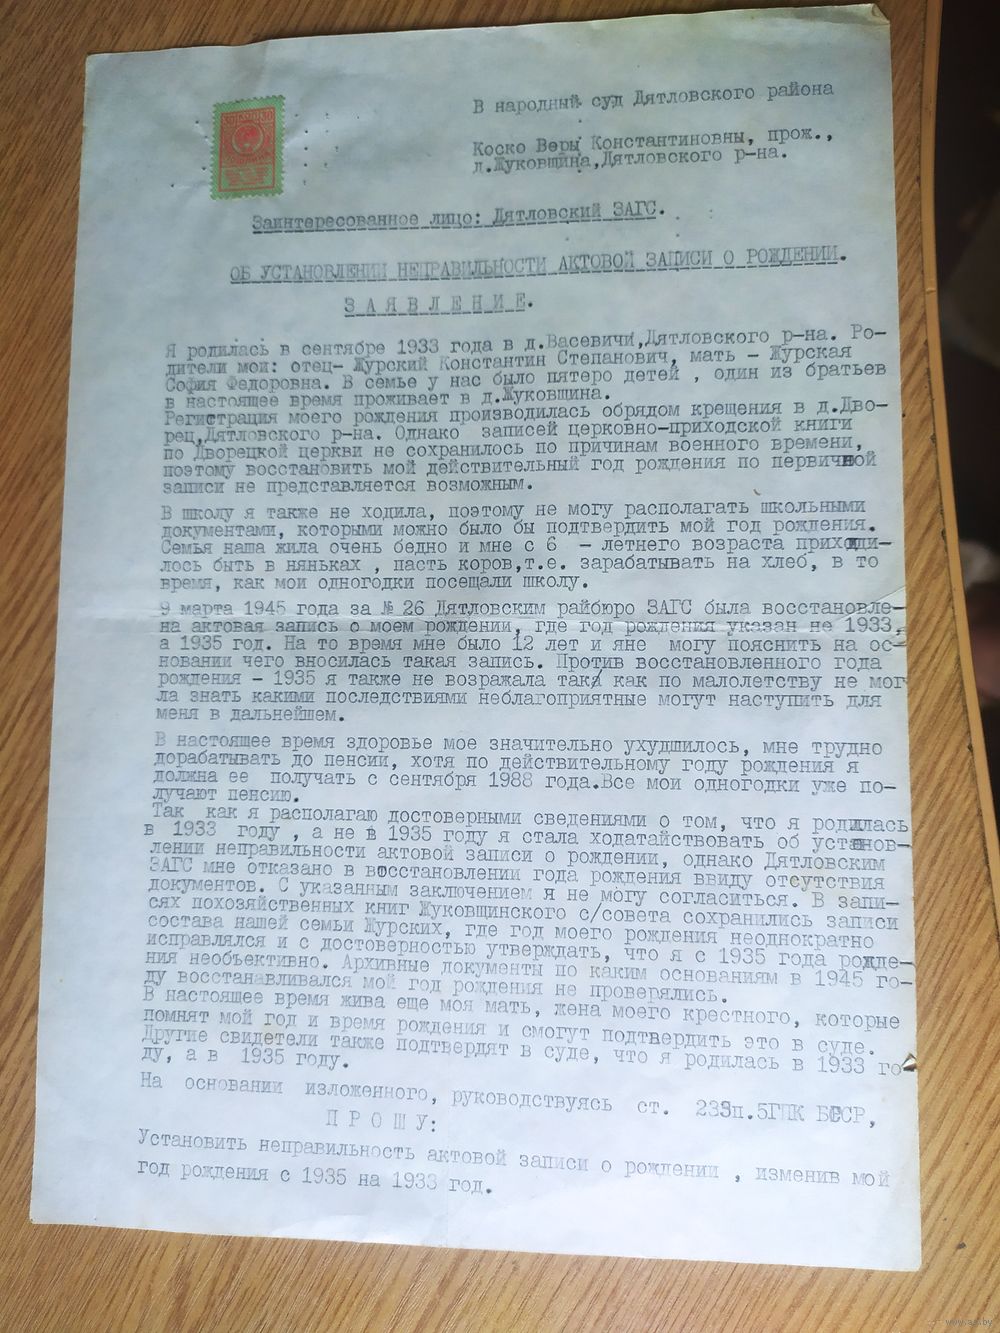 В народный суд Дятловского района
Коско Веры Константиновны, прож.,
д.Жуковщина,Дятловского р-на.
Заинтересованное лицо: Дятловский ЗАГС.
ОБ УСТАНОВЛЕНИИ НЕПРАВИЛЬНОСТИ АКТОВОЙ ЗАПИСИ О РОЖДЕНИИ.
З А Я В Л Е Н И Е.
Я родилась в сентябре 1933 года в д.Васевичи,Дятловского р-на. Ро-
дители мои: отец- Журский Константин Степанович, мать - Журская
София Федоровна. В семье у нас было пятеро детей , один из братьев
в настоящее время проживает в д.Жуковщина.
Регистрация моего рождения производилась обрядом крещения в д.Дво-
рец,Дятловского р-на. Однако записей церковно-приходской книги
по Дворецкой церкви не сохранилось по причинам военного времени,
поэтому восстановить мой действительный год рождения по первичной
записи не представляется возможным.
В школу я также не ходила, поэтому не могу располагать школьными
документами, которыми можно было бы подтвердить мой год рождения.
Семья наша жила очень бедно и мне с 6 - летнего возраста приходи-
лось быть в няньках , пасть коров,т.е. зарабатывать на хлеб, в то
время, как мои одногодки посещали школу.
9 марта 1945 года за № 26 Дятловским райбюро ЗАГС была восстановле-
на актовая запись о моем рождении, где год рождения указан не 1933,
а 1935 год. На то время мне было 12 лет и яне могу пояснить на ос-
новании чего вносилась такая запись. Против восстановленного года
рождения - 1935 я также не возражала так как по малолетству не мог
ла знать какими последствиями неблагоприятные могут наступить для
меня в дальнейшем.
В настоящее время здоровье мое значительно ухудшилось, мне трудно
дорабатывать до пенсии, хотя по действительному году рождения я
должна ее получать с сентября 1988 года.Все мои одногодки уже по-
лучают пенсию.
Так как я располагаю достоверными сведениями о том, что я родилась
в 1933 году , а не в 1935 году я стала ходатайствовать об установ-
лении неправильности актовой записи о рождении, однако Дятловским
ЗАГС мне отказано в восстановлении года рождения ввиду отсутствия
документов. С указанным заключением я не могу согласиться. В запи-
сях похозяйственных книг Жуковщинского с/совета сохранились записи
состава нашей семьи Журских, где год моего рождения неоднократно
исправлялся и с достоверностью утверждать, что я с 1935 года рожде-
ния необъективно. Архивные документы по каким основаниям в 1945 го-
ду восстанавливался мой год рождения не проверялись.
В настоящее время жива еще моя мать, жена моего крестного, которые
помнят мой год и время рождения и смогут подтвердить это в суде.
Другие свидетели также подтвердят в суде, что я родилась в 1933 го
ду, а в 1935 году.
На основании изложенного, руководствуясь ст. 233п.5ГПК БССР,
П Р О Ш У:
Установить неправильность актовой записи о рождении , изменив мой
год рождения с 1935 на 1933 год.
www.ay.by